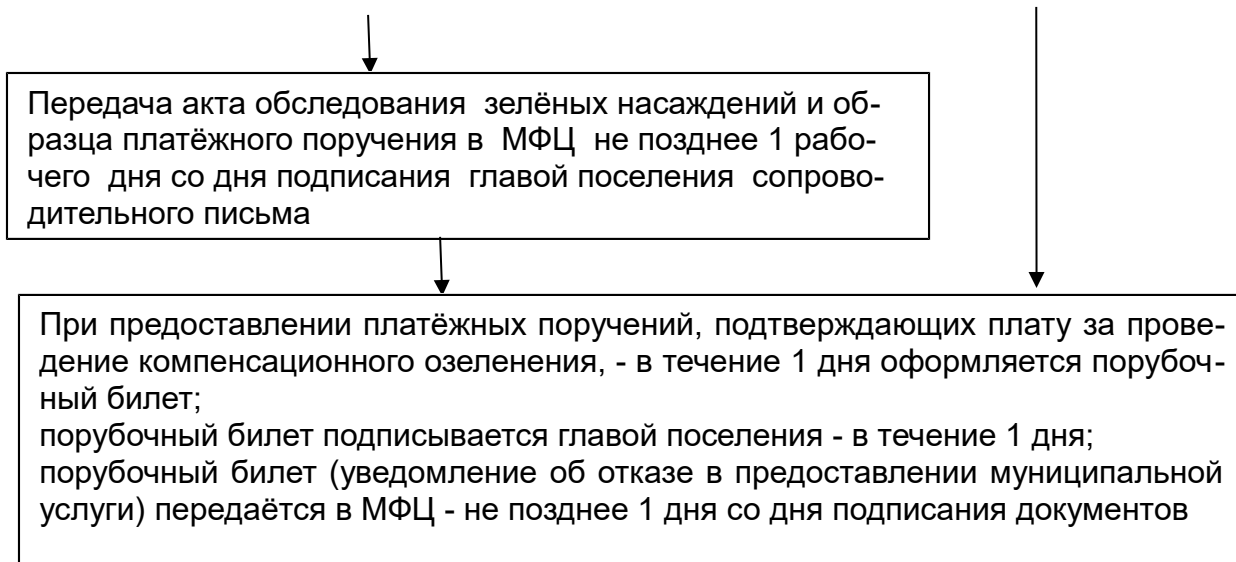 Передача акта обследования зелёных насаждений и об-
разца платёжного поручения в МФЦ не позднее 1 рабо-
чего дня со дня подписания главой поселения сопрово-
дительного письма
При предоставлении платёжных поручений, подтверждающих плату за прове-
дение компенсационного озеленения, - в течение 1 дня оформляется порубоч-
ный билет;
порубочный билет подписывается главой поселения - в течение 1 дня;
порубочный билет (уведомление об отказе в предоставлении муниципальной
услуги) передаётся в МФЦ - не позднее 1 дня со дня подписания документов